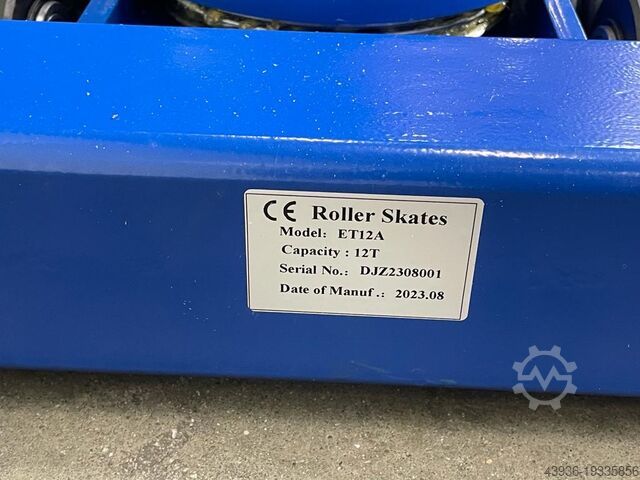 CE Roller Skates
Model: ET12A
Capacity : 12T
Serial No.: DJZ2308001
Date of Manuf .: 2023.08
43936-19335856